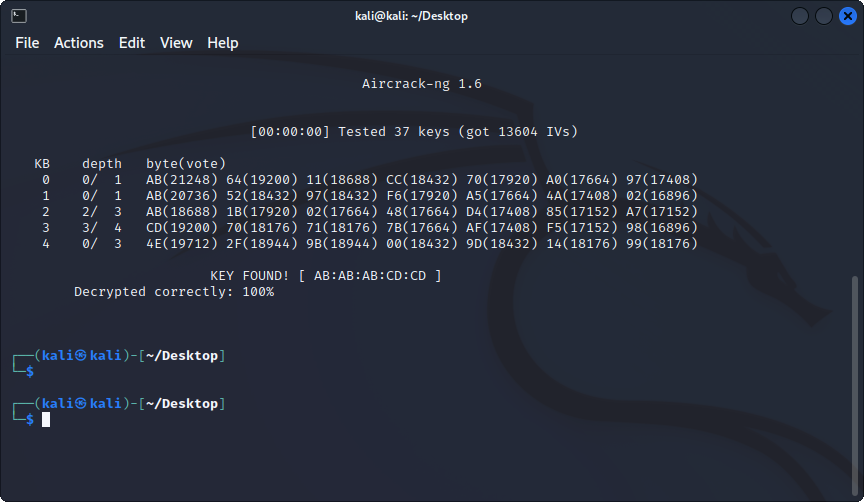 kali@kali: ~/Desktop
File Actions Edit View Help
Aircrack-ng 1.6
[00:00:00] Tested 37 keys (got 13604 IVs)
KB depth byte(vote)
0 0/ 1 AB(21248) 64(19200) 11(18688) CC(18432) 70(17920) A0(17664) 97(17408)
1 0/ 1 AB(20736) 52(18432) 97(18432) F6(17920) A5(17664) 4A(17408) 02(16896)
2 2/ 3 AB(18688) 1B(17920) 02(17664) 48(17664) D4(17408) 85(17152) A7(17152)
3 3/ 4 CD(19200) 70(18176) 71(18176) 7B(17664) AF(17408) F5(17152) 98(16896)
4 0/ 3 4E(19712) 2F(18944) 9B(18944) 00(18432) 9D(18432) 14(18176) 99(18176)
KEY FOUND! [ AB:AB:AB:CD:CD ]
Decrypted correctly: 100%
┌──(kali㉿kali)-[~/Desktop]
└─$
┌──(kali㉿kali)-[~/Desktop]
└─$